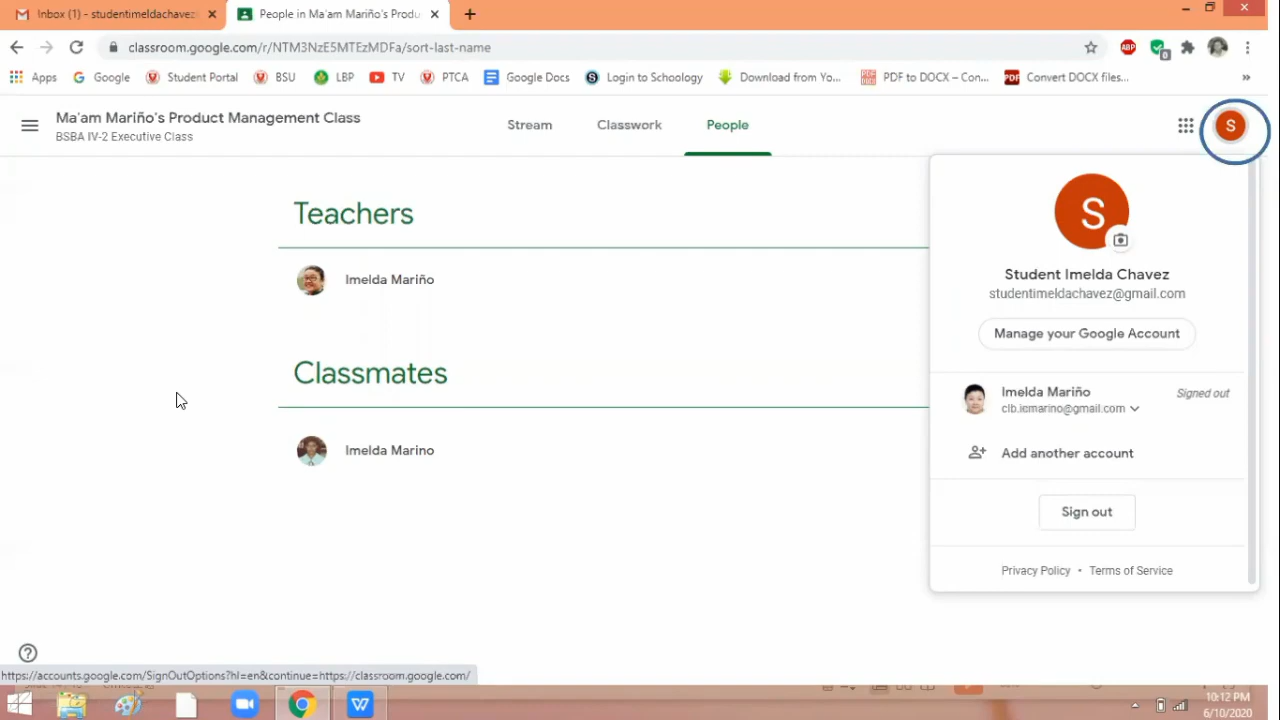 Inbox (1) - studentimeldachavez
People in Ma'am Mariño's Produ
classroom.google.com/r/NTM3NzE5MTEzMDFa/sort-last-name
ABP
0
Apps
Google
Student Portal
BSU
LBP
TV
PTCA
Google Docs
Login to Schoology
Download from Yo...
PDF to DOCX – Con...
PDF
Convert DOCX files...
»
Ma'am Mariño's Product Management Class
BSBA IV-2 Executive Class
Stream
Classwork
People
S
Teachers
Imelda Mariño
Classmates
Imelda Marino
S
Student Imelda Chavez
studentimeldachavez@gmail.com
Manage your Google Account
Imelda Mariño
Signed out
clb.iemarino@gmail.com
Add another account
Sign out
Privacy Policy • Terms of Service
https://accounts.google.com/SignOutOptions?hl=en&continue=https://classroom.google.com/
10:12 PM
6/10/2020